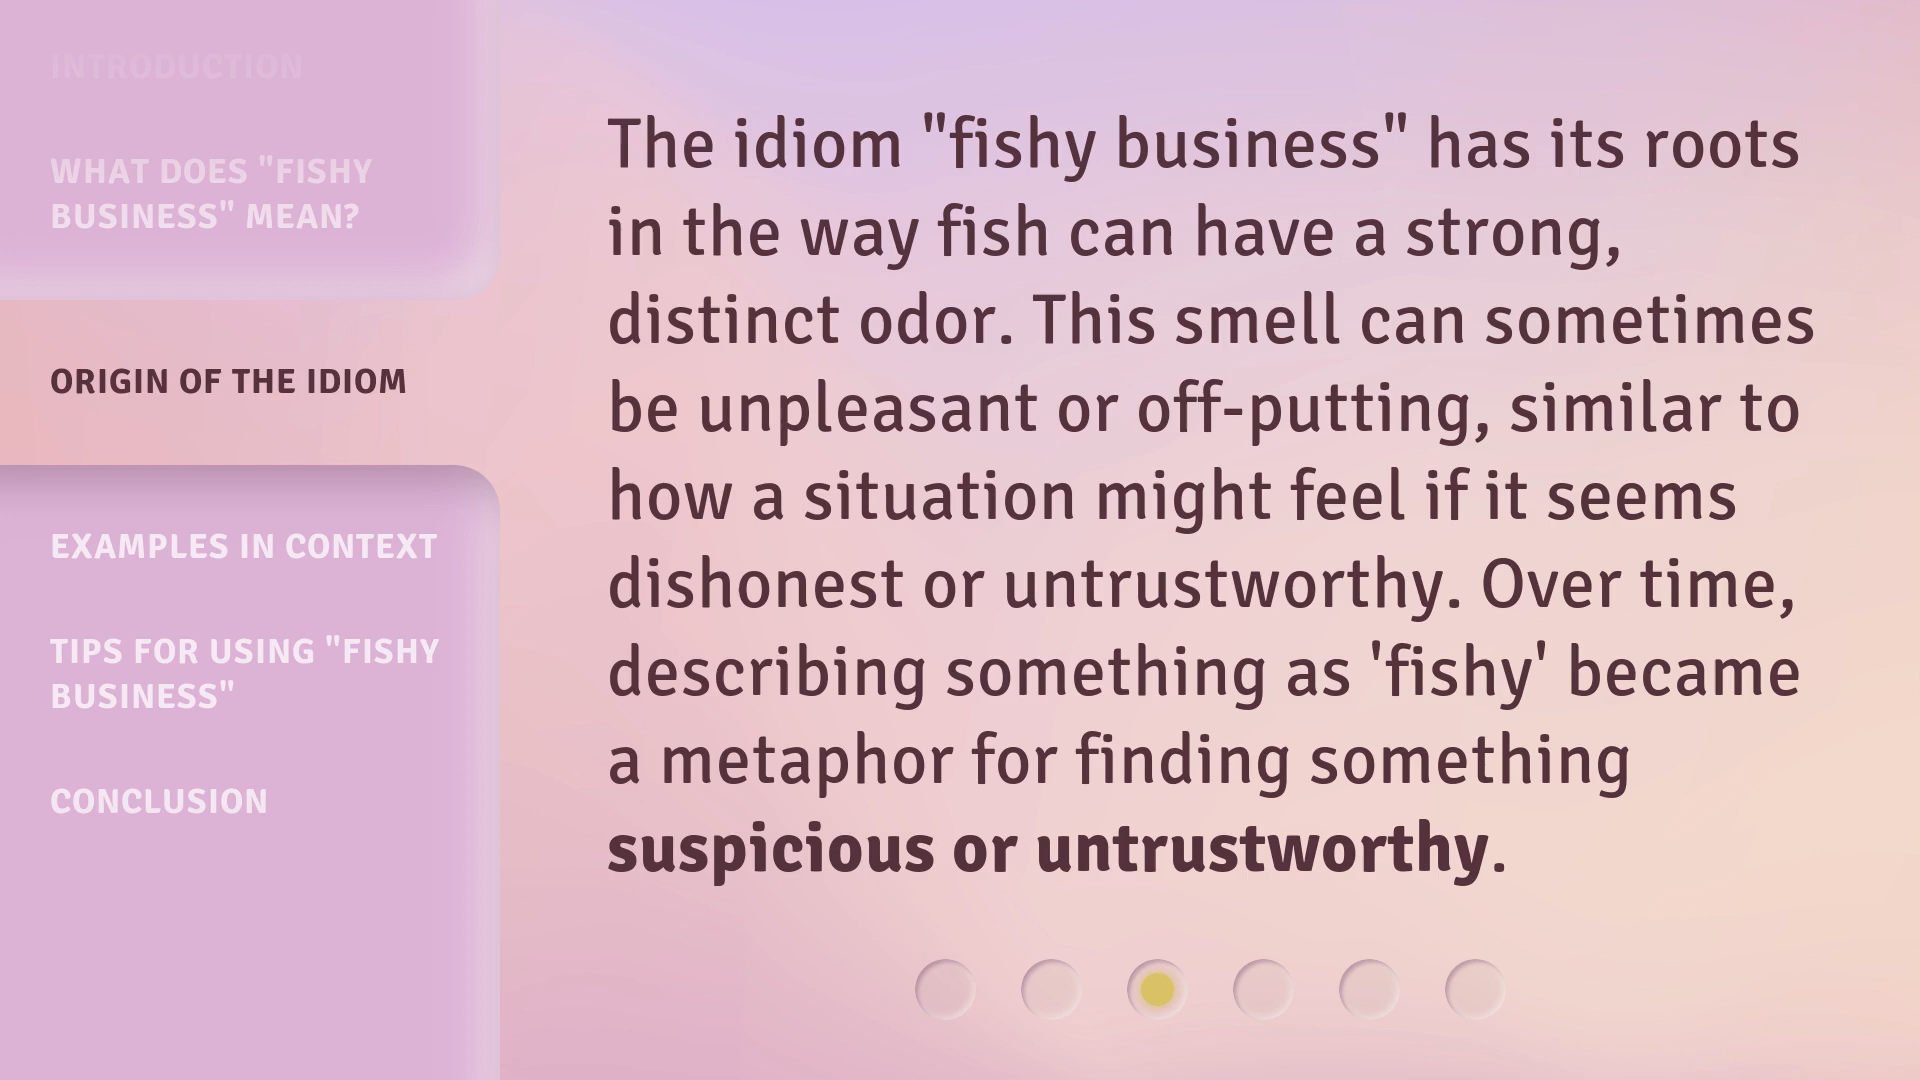 INTRODUCTION
WHAT DOES "FISHY
BUSINESS" MEAN?
ORIGIN OF THE IDIOM
EXAMPLES IN CONTEXT
TIPS FOR USING "FISHY
BUSINESS"
CONCLUSION
The idiom "fishy business" has its roots
in the way fish can have a strong,
distinct odor. This smell can sometimes
be unpleasant or off-putting, similar to
how a situation might feel if it seems
dishonest or untrustworthy. Over time,
describing something as 'fishy' became
a metaphor for finding something
suspicious or untrustworthy.